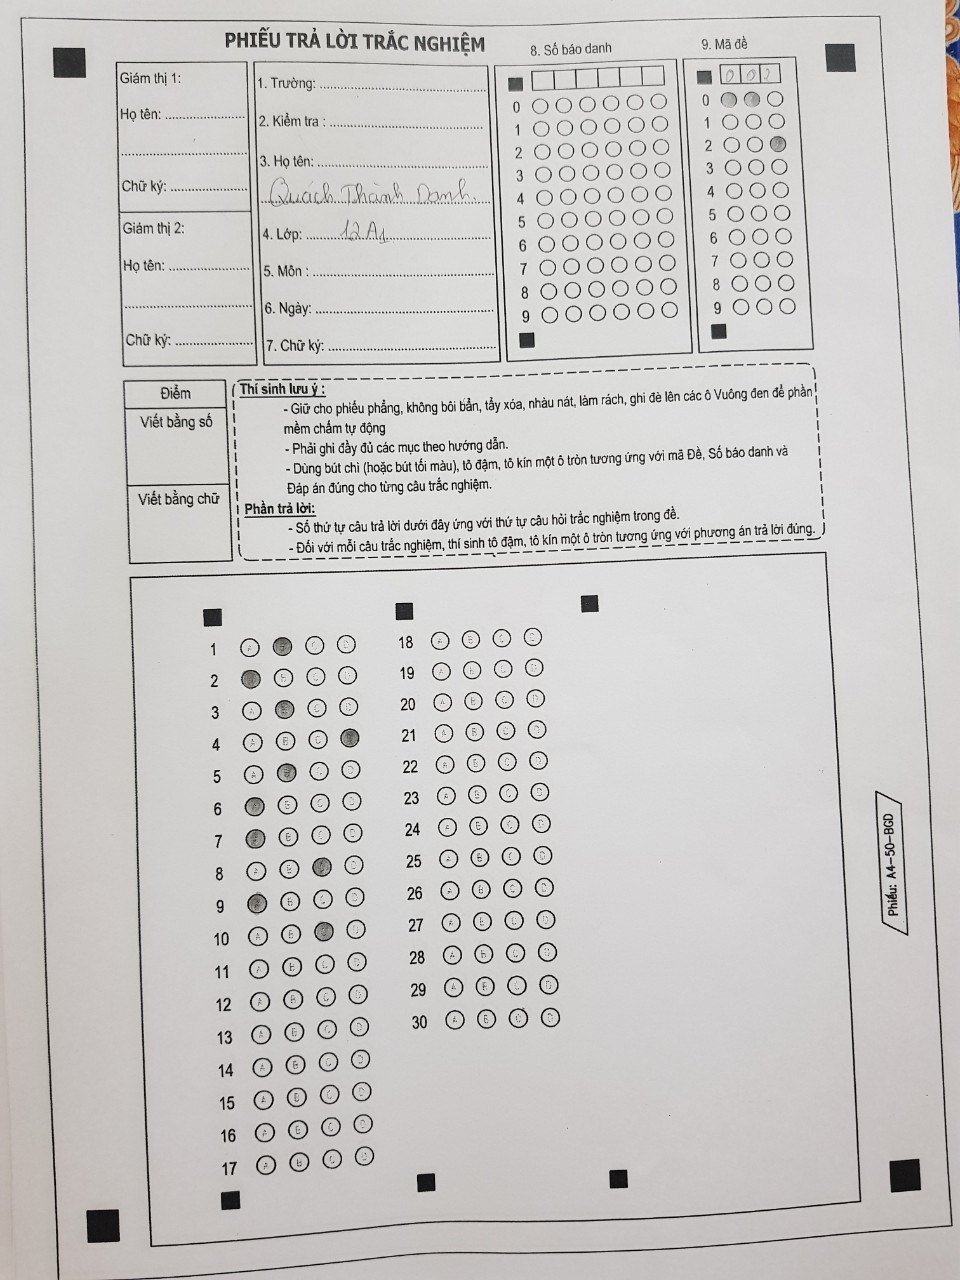 PHIẾU TRẢ LỜI TRẮC NGHIỆM
8. Số báo danh
9. Mã đề
Giám thị 1:
Họ tên:
Chữ ký:
Giám thị 2:
Họ tên:
Chữ ký:
1. Trường:
2. Kiểm tra :
3. Họ tên:
Quách Thành Danh.
4. Lớp: 12A1
5. Môn :
6. Ngày:
7. Chữ ký:
0
1
2
3
4
5
6
7
8
9
0 0 2
0
1
2
3
4
5
6
7
8
9
Điểm
Viết bằng số
Viết bằng chữ
Thí sinh lưu ý :
- Giữ cho phiếu phẳng, không bôi bẩn, tẩy xóa, nhàu nát, làm rách, ghi đè lên các ô Vuông đen để phần
mềm chấm tự động
- Phải ghi đầy đủ các mục theo hướng dẫn.
- Dùng bút chì (hoặc bút tối màu), tô đậm, tô kín một ô tròn tương ứng với mã Đề, Số báo danh và
Đáp án đúng cho từng câu trắc nghiệm.
Phần trả lời:
- Số thứ tự câu trả lời dưới đây ứng với thứ tự câu hỏi trắc nghiệm trong đề.
- Đối với mỗi câu trắc nghiệm, thí sinh tô đậm, tô kín một ô tròn tương ứng với phương án trả lời đúng.
1 A C D
2 B C D
3 A C D
4 A B C
5 A C D
6 B C D
7 B C D
8 A B D
9 B C D
10 A B D
11 A B C D
12 A B C D
13 A B C D
14 A B C D
15 A B C D
16 A B C D
17 A B C D
18 A B C D
19 A B C D
20 A B C D
21 A B C D
22 A B C D
23 A B C D
24 A B C D
25 A B C D
26 A B C D
27 A B C D
28 A B C D
29 A B C D
30 A B C D
Phiếu: A4-50-BGD